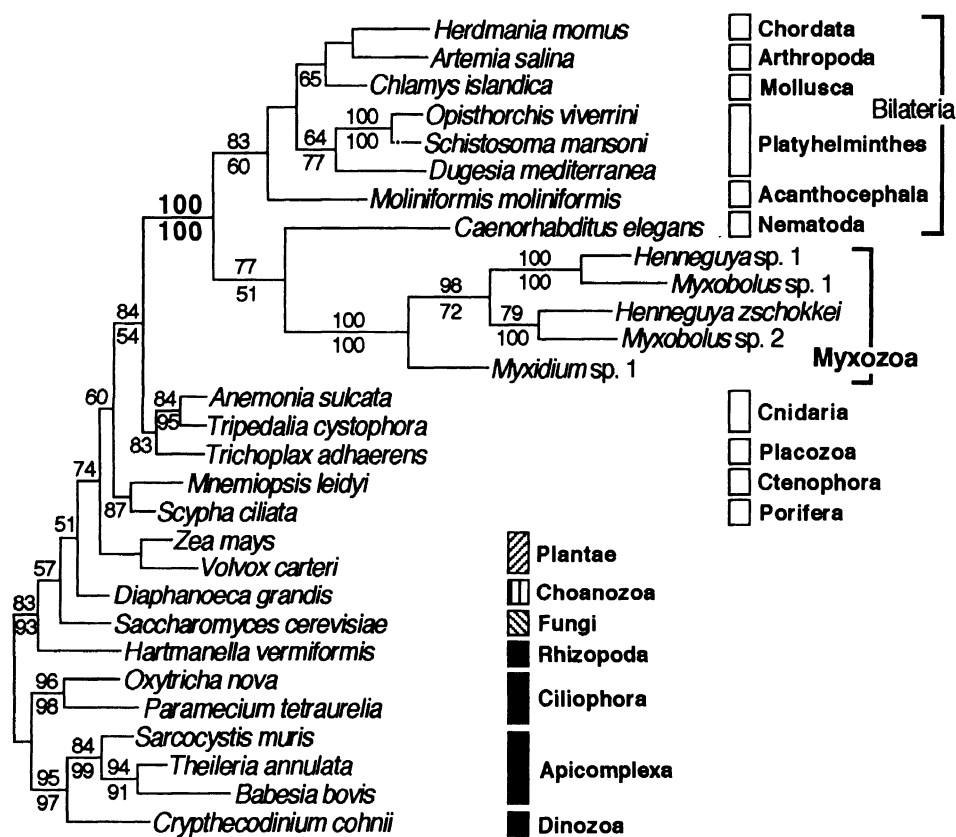 Herdmania momus Chordata
Artemia salina Arthropoda
65 Chlamys islandica Mollusca
Bilateria
100 Opisthorchis viverrini
100 Schistosoma mansoni Platyhelminthes
83 64
60 77 Dugesia mediterranea
Moliniformis moliniformis Acanthocephala
100 Caenorhabditus elegans Nematoda
100
100 Henneguya sp. 1
100 Myxobolus sp. 1
77 98
51 72
79 Henneguya zschokkei
100 Myxobolus sp. 2
84 100
54 100
Myxozoa
Myxidium sp. 1
60 84 Anemonia sulcata Cnidaria
95 Tripedalia cystophora
83 Trichoplax adhaerens Placozoa
74 Mnemiopsis leidyi Ctenophora
87 Scypha ciliata Porifera
51 Zea mays Plantae
Volvox carteri
57 Diaphanoeca grandis Choanozoa
83 Saccharomyces cerevisiae Fungi
93
Hartmanella vermiformis Rhizopoda
96 Oxytricha nova Ciliophora
98 Paramecium tetraurelia
84 Sarcocystis muris
99
94 Theileria annulata Apicomplexa
91 Babesia bovis
95
97
Crypthecodinium cohnii Dinozoa